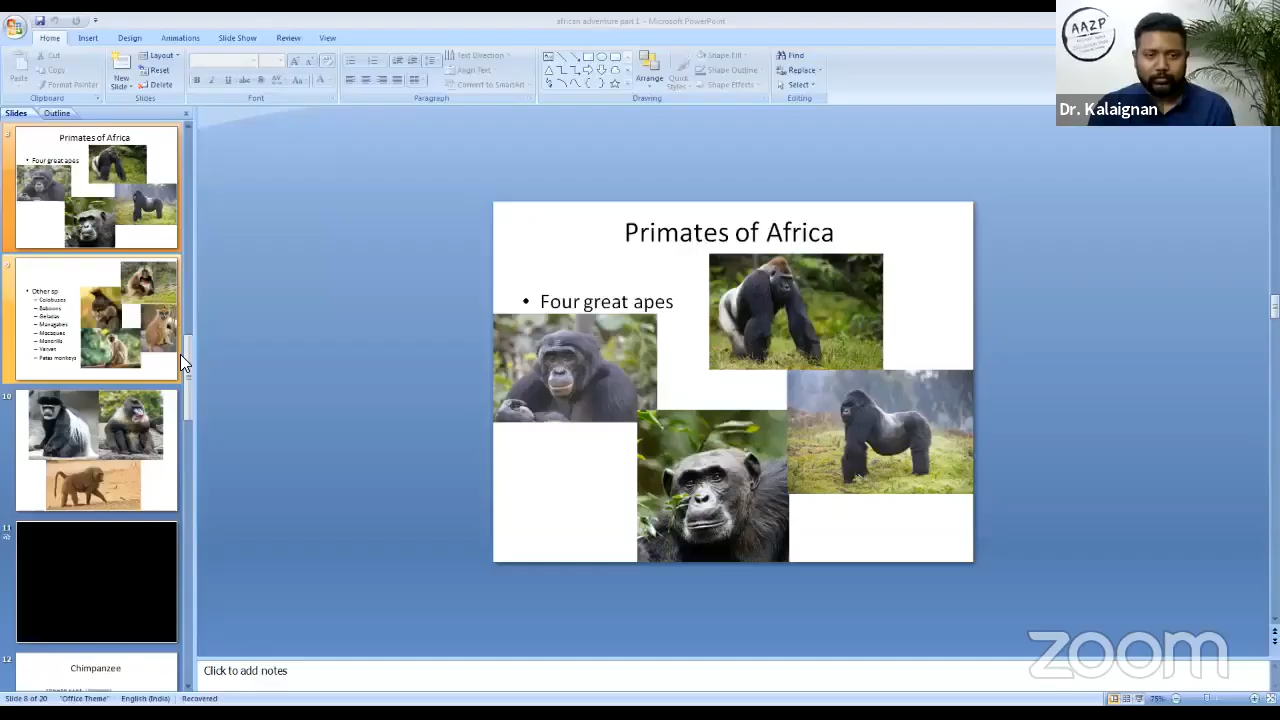 african adventure part 1 - Microsoft PowerPoint
Home Insert Design Animations Slide Show Review View
Paste
Cut
Copy
Format Painter
Clipboard
New Slide
Layout
Reset
Delete
Slides
Font
Text Direction
Align Text
Convert to SmartArt
Paragraph
Arrange
Quick Styles
Shape Fill
Shape Outline
Shape Effects
Drawing
Find
Replace
Select
Editing
AAZP
Dr. Kalaignan
Slides Outline
Primates of Africa
• Four great apes
9
• Other sp
– Colobuses
– Baboons
– Geladas
– Mangabies
– Macaques
– Mandrills
– Vervet
– Patas monkeys
10
11
12
Chimpanzee
Primates of Africa
• Four great apes
zoom
Click to add notes
Slide 8 of 20 "Office Theme" English (India) Recovered
75%